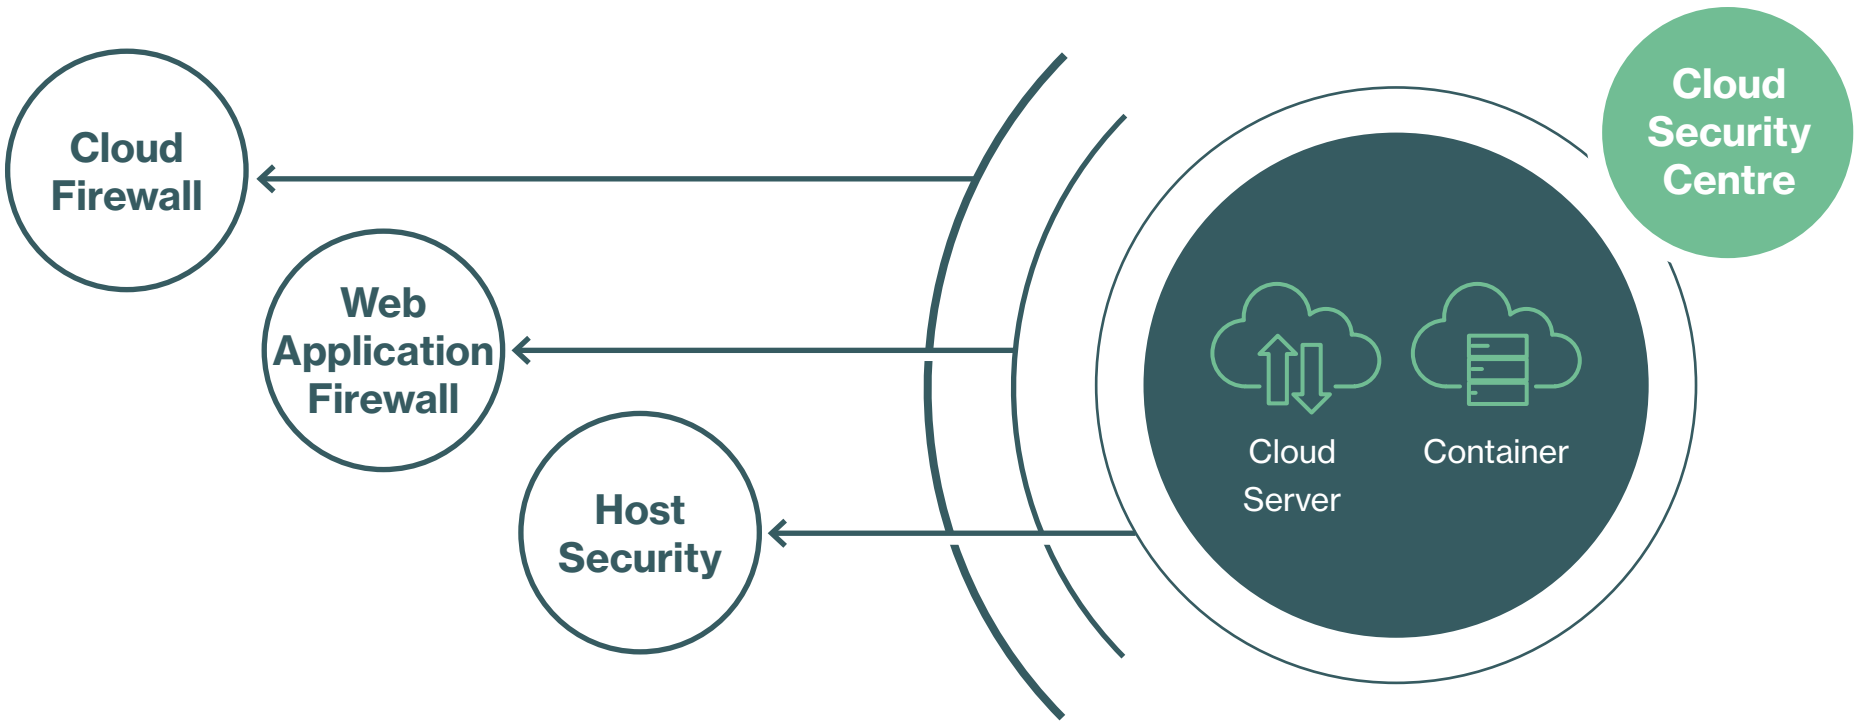 Cloud
Firewall
Web
Application
Firewall
Host
Security
Cloud
Server
Container
Cloud
Security
Centre